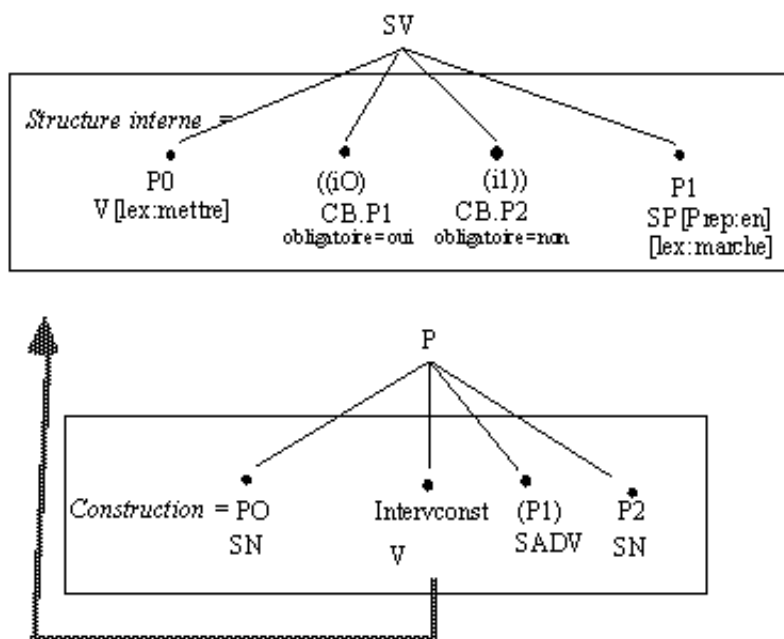 SV
Structure interne =
P0 ((i0) (i1)) P1
V[lex:mettre] CB.P1 CB.P2 SP[Prep:en]
obligatoire=oui obligatoire=non [lex:marche]
P
Construction = P0 Intervconst (P1) P2
SN V SADV SN